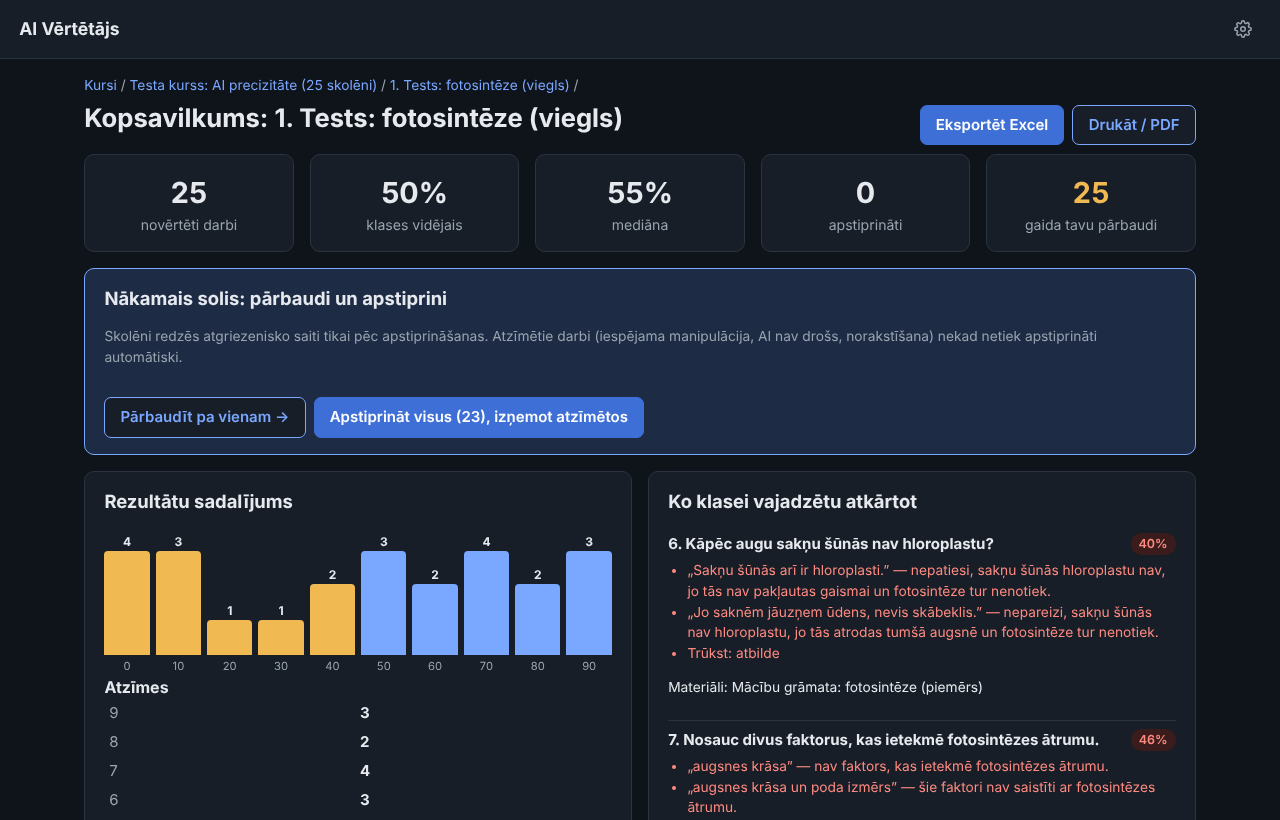 AI Vērtētājs
Kursi / Testa kurss: AI precizitāte (25 skolēni) / 1. Tests: fotosintēze (viegls) /
Kopsavilkums: 1. Tests: fotosintēze (viegls)
Eksportēt Excel
Drukāt / PDF
25
novērtēti darbi
50%
klases vidējais
55%
mediāna
0
apstiprināti
25
gaida tavu pārbaudi
Nākamais solis: pārbaudi un apstiprini
Skolēni redzēs atgriezenisko saiti tikai pēc apstiprināšanas. Atzīmētie darbi (iespējama manipulācija, AI nav drošs, norakstīšana) nekad netiek apstiprināti
automātiski.
Pārbaudīt pa vienam →
Apstiprināt visus (23), izņemot atzīmētos
Rezultātu sadalījums
4 3 1 1 2 3 2 4 2 3
0 10 20 30 40 50 60 70 80 90
Atzīmes
9 3
8 2
7 4
6 3
Ko klasei vajadzētu atkārtot
6. Kāpēc augu sakņu šūnās nav hloroplastu? 40%
• „Sakņu šūnās arī ir hloroplasti.” — nepatiesi, sakņu šūnās hloroplastu nav,
jo tās nav pakļautas gaismai un fotosintēze tur nenotiek.
• „Jo saknēm jāuzņem ūdens, nevis skābeklis.” — nepareizi, sakņu šūnās
nav hloroplastu, jo tās atrodas tumšā augsnē un fotosintēze tur nenotiek.
• Trūkst: atbilde
Materiāli: Mācību grāmata: fotosintēze (piemērs)
7. Nosauc divus faktorus, kas ietekmē fotosintēzes ātrumu. 46%
• „augsnes krāsa” — nav faktors, kas ietekmē fotosintēzes ātrumu.
• „augsnes krāsa un poda izmērs” — šie faktori nav saistīti ar fotosintēzes
ātrumu.